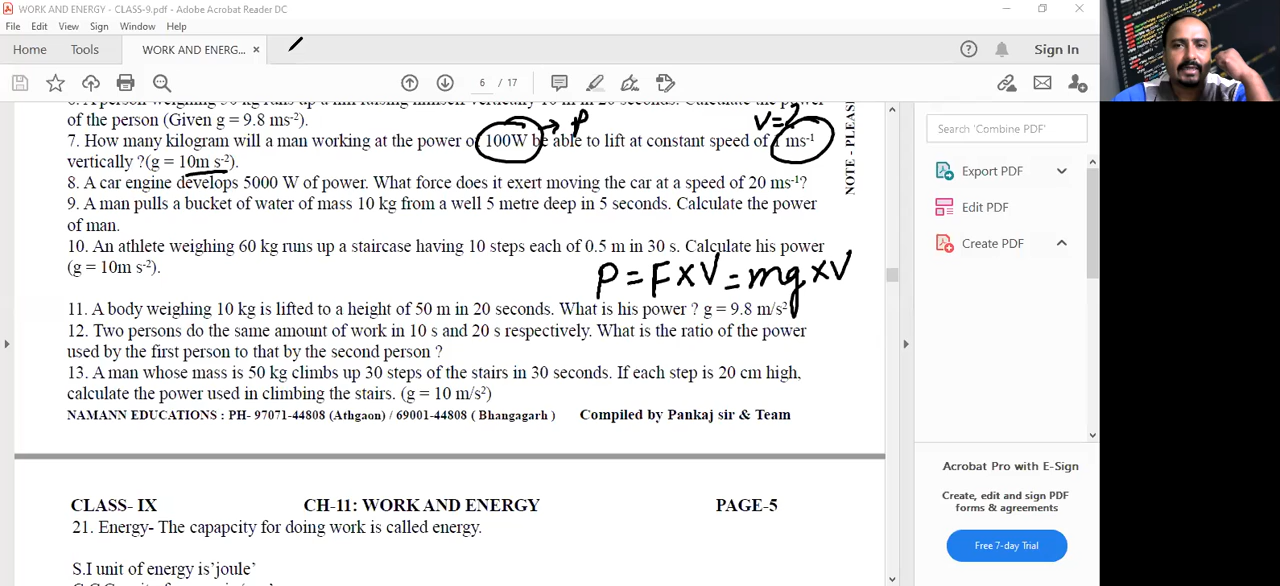 WORK AND ENERGY - CLASS-9.pdf - Adobe Acrobat Reader DC
File Edit View Sign Window Help
Home Tools WORK AND ENERG... × Sign In
6 / 17
of the person (Given g = 9.8 ms-²).
7. How many kilogram will a man working at the power of 100W be able to lift at constant speed of 1 ms-¹
vertically ?(g = 10m s-²).
→ P
V = ?
8. A car engine develops 5000 W of power. What force does it exert moving the car at a speed of 20 ms-¹?
9. A man pulls a bucket of water of mass 10 kg from a well 5 metre deep in 5 seconds. Calculate the power
of man.
10. An athlete weighing 60 kg runs up a staircase having 10 steps each of 0.5 m in 30 s. Calculate his power
(g = 10m s-²).
P = F × V = mg × V
11. A body weighing 10 kg is lifted to a height of 50 m in 20 seconds. What is his power ? g = 9.8 m/s²
12. Two persons do the same amount of work in 10 s and 20 s respectively. What is the ratio of the power
used by the first person to that by the second person ?
13. A man whose mass is 50 kg climbs up 30 steps of the stairs in 30 seconds. If each step is 20 cm high,
calculate the power used in climbing the stairs. (g = 10 m/s²)
NAMANN EDUCATIONS : PH- 97071-44808 (Athgaon) / 69001-44808 ( Bhangagarh ) Compiled by Pankaj sir & Team
NOTE - PLEASE
CLASS- IX CH-11: WORK AND ENERGY PAGE-5
21. Energy- The capapcity for doing work is called energy.
S.I unit of energy is'joule'
Search 'Combine PDF'
Export PDF
Edit PDF
Create PDF
Acrobat Pro with E-Sign
Create, edit and sign PDF
forms & agreements
Free 7-day Trial